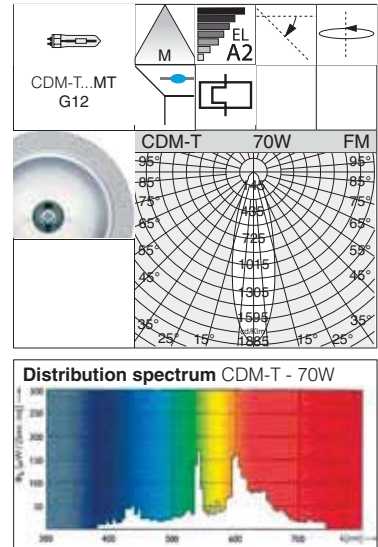 M
EL
A2
CDM-T...MT
G12
CDM-T 70W FM
95° 95°
85° 145 85°
75° 75°
435
65° 65°
725
55° 55°
1015
45° 45°
1305
35° 1595 35°
cd/Klm
25° 15° 1885 15° 25°
Distribution spectrum CDM-T - 70W
300
250
200
150
100
50
300 400 500 600 700